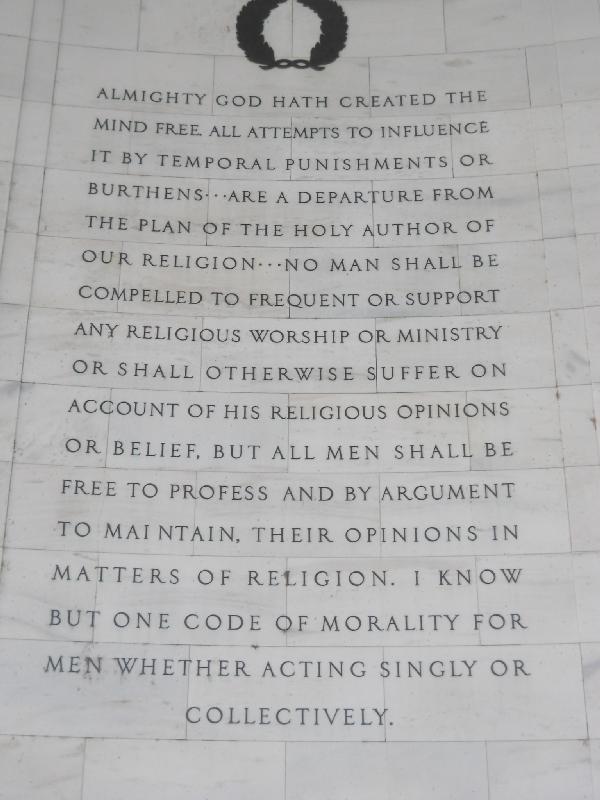 ALMIGHTY GOD HATH CREATED THE
MIND FREE. ALL ATTEMPTS TO INFLUENCE
IT BY TEMPORAL PUNISHMENTS OR
BURTHENS···ARE A DEPARTURE FROM
THE PLAN OF THE HOLY AUTHOR OF
OUR RELIGION···NO MAN SHALL BE
COMPELLED TO FREQUENT OR SUPPORT
ANY RELIGIOUS WORSHIP OR MINISTRY
OR SHALL OTHERWISE SUFFER ON
ACCOUNT OF HIS RELIGIOUS OPINIONS
OR BELIEF, BUT ALL MEN SHALL BE
FREE TO PROFESS AND BY ARGUMENT
TO MAINTAIN, THEIR OPINIONS IN
MATTERS OF RELIGION. I KNOW
BUT ONE CODE OF MORALITY FOR
MEN WHETHER ACTING SINGLY OR
COLLECTIVELY.